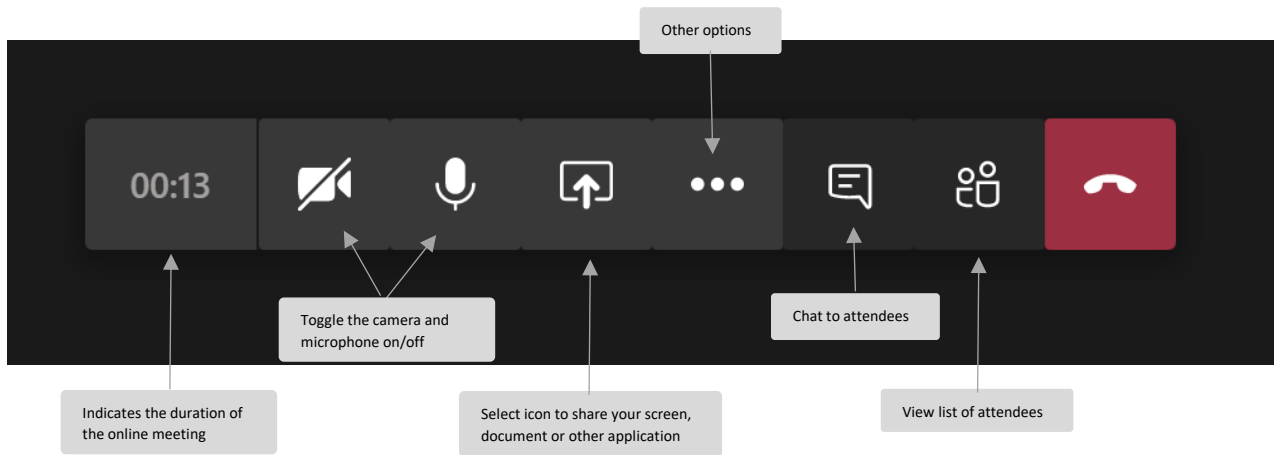 Other options
00:13
Toggle the camera and
microphone on/off
Chat to attendees
Indicates the duration of
the online meeting
Select icon to share your screen,
document or other application
View list of attendees